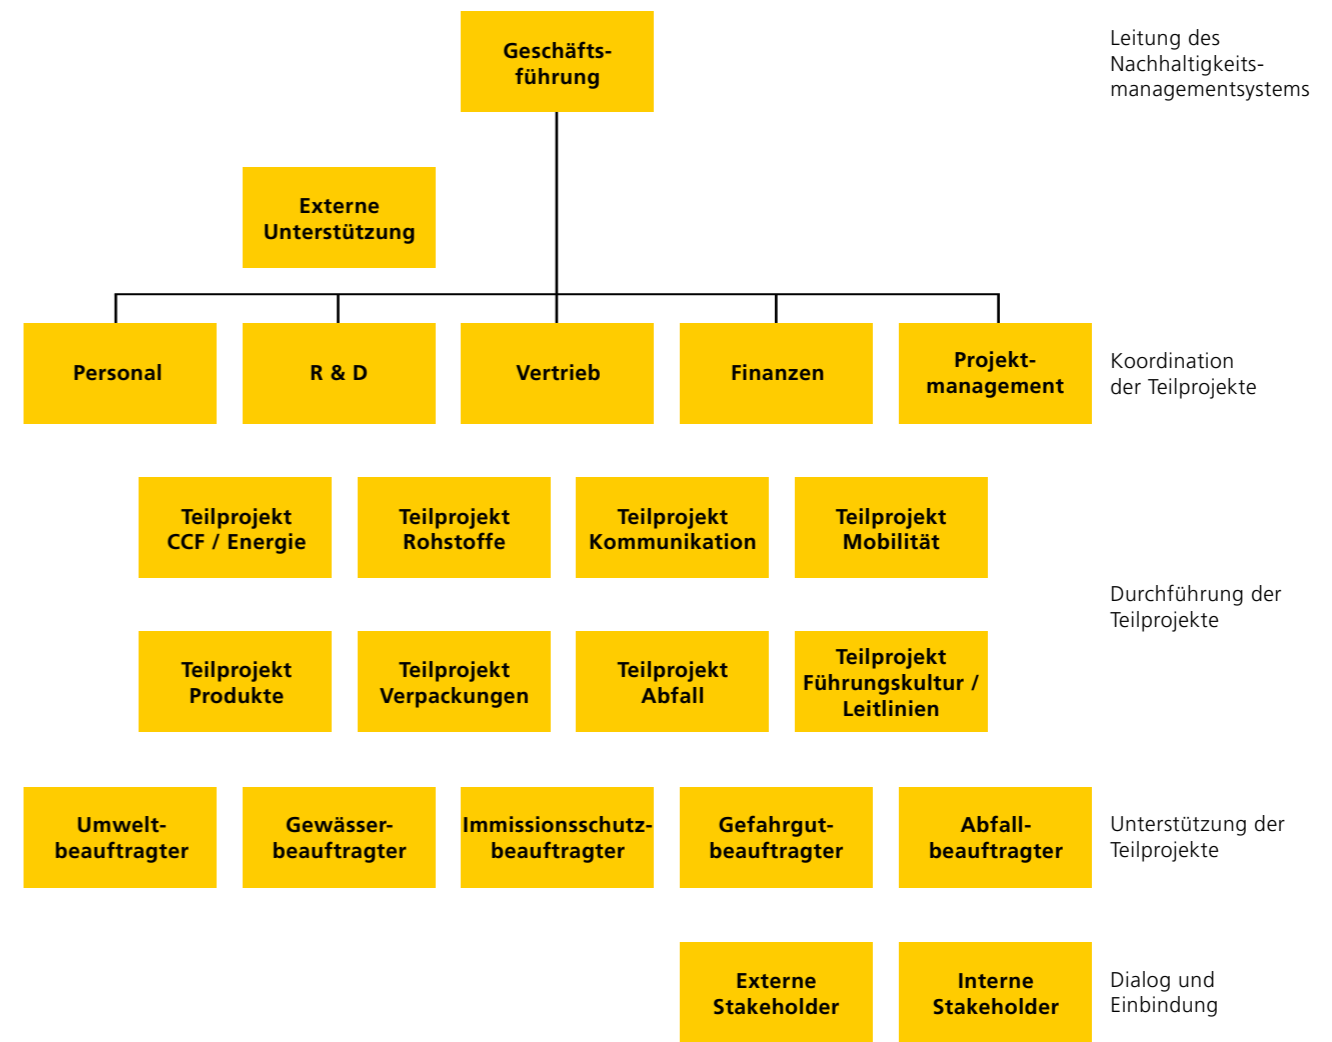 Geschäfts-
führung
Leitung des
Nachhaltigkeits-
managementsystems
Externe
Unterstützung
Personal
R & D
Vertrieb
Finanzen
Projekt-
management
Koordination
der Teilprojekte
Teilprojekt
CCF / Energie
Teilprojekt
Rohstoffe
Teilprojekt
Kommunikation
Teilprojekt
Mobilität
Durchführung der
Teilprojekte
Teilprojekt
Produkte
Teilprojekt
Verpackungen
Teilprojekt
Abfall
Teilprojekt
Führungskultur /
Leitlinien
Umwelt-
beauftragter
Gewässer-
beauftragter
Immissionsschutz-
beauftragter
Gefahrgut-
beauftragter
Abfall-
beauftragter
Unterstützung der
Teilprojekte
Externe
Stakeholder
Interne
Stakeholder
Dialog und
Einbindung